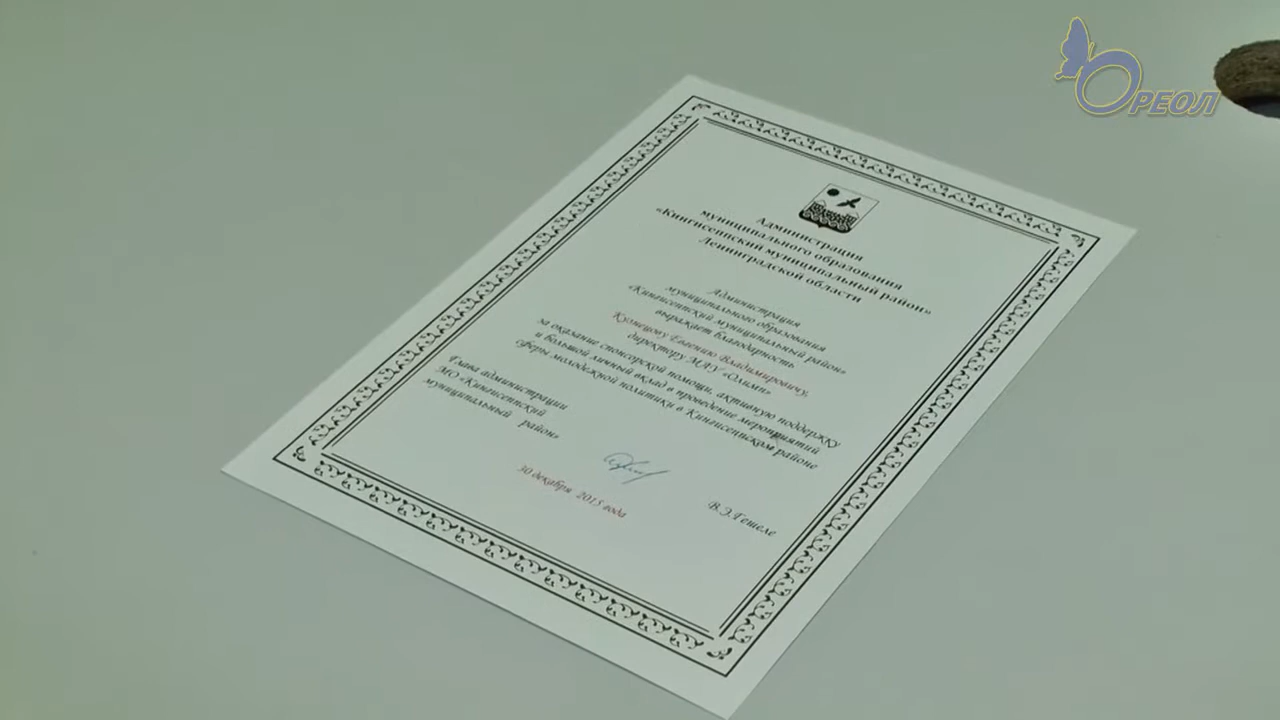 ОРЕОЛ
Администрация
муниципального образования
«Кингисеппский муниципальный район»
Ленинградской области
Администрация
муниципального образования
«Кингисеппский муниципальный район»
выражает благодарность
Кузнецову Евгению Владимировичу,
директору МДУ «Олимп»
за оказание спонсорской помощи, активную поддержку
и большой личный вклад в проведение мероприятий
сферы молодежной политики в Кингисеппском районе
Глава администрации
МО «Кингисеппский
муниципальный район»
В.Э.Гешеле
30 декабря 2015 года